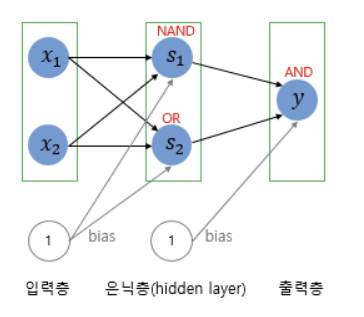 NAND
x₁ s₁
AND
y
OR
x₂ s₂
1 bias 1 bias
입력층 은닉층(hidden layer) 출력층